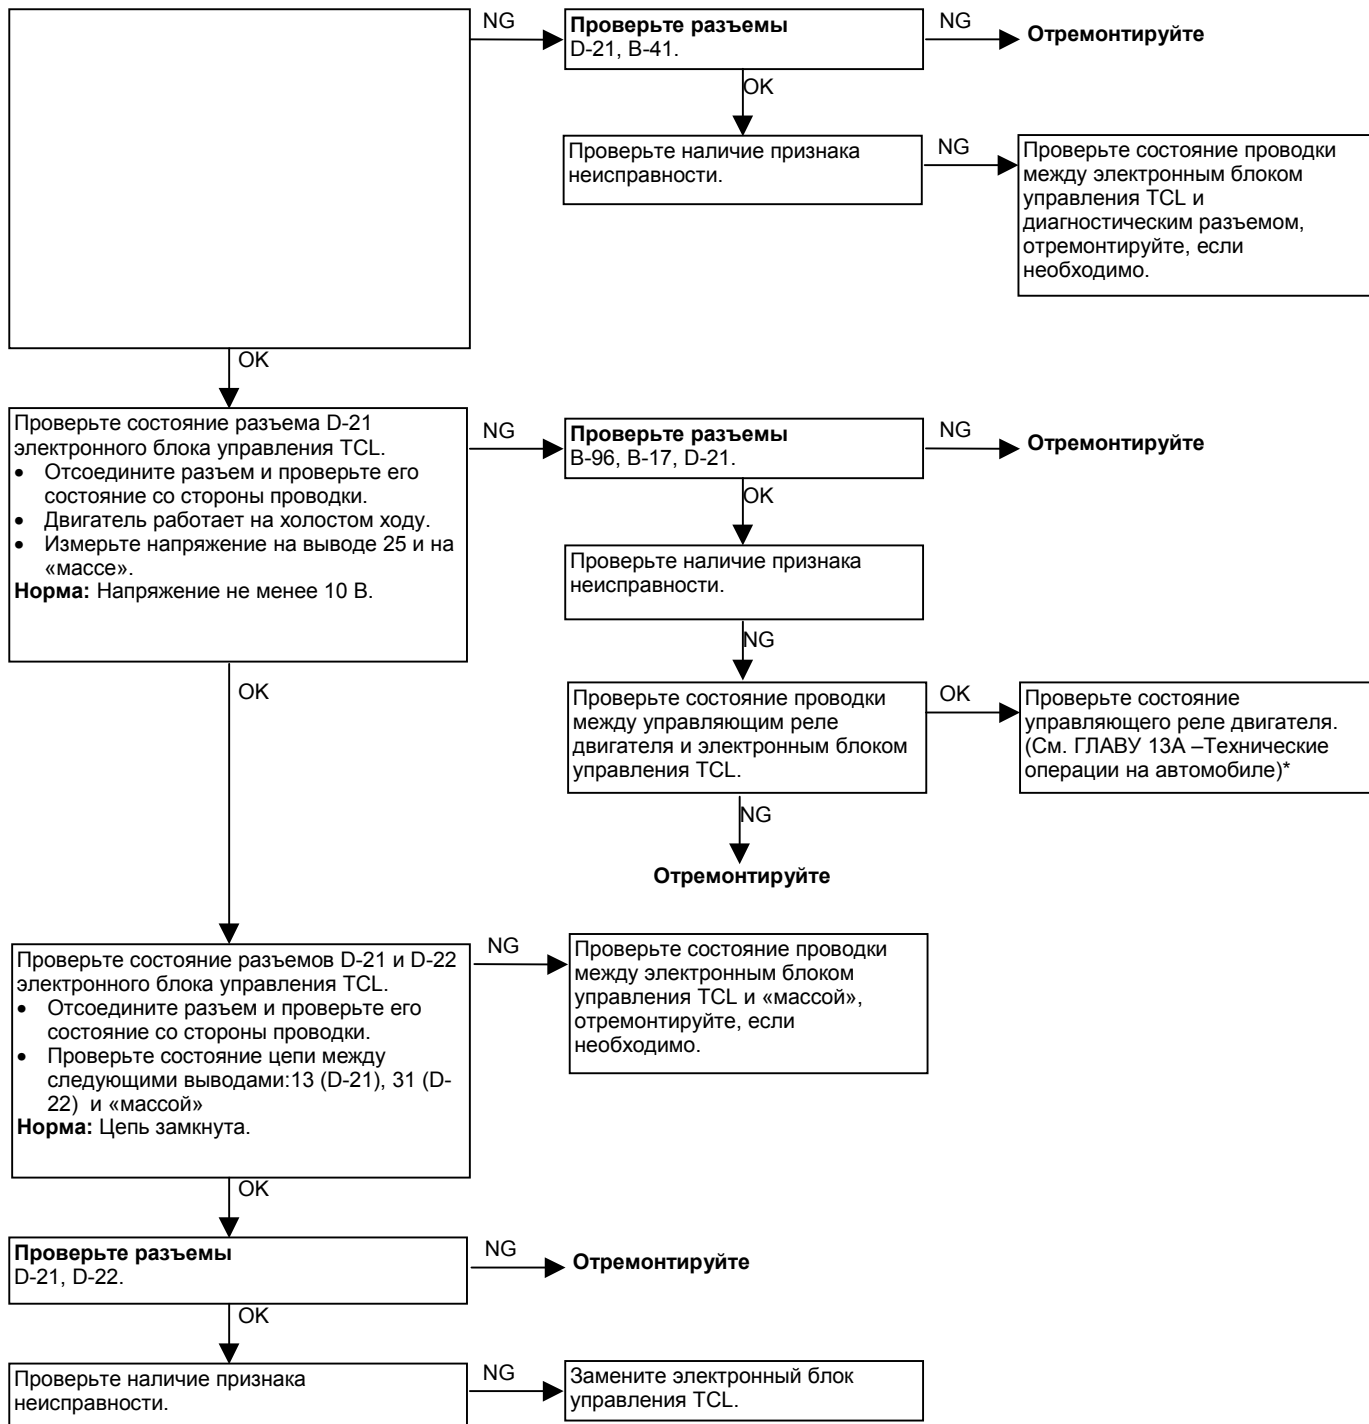 NG
Проверьте разъемы
D-21, B-41.
NG
Отремонтируйте
OK
Проверьте наличие признака
неисправности.
NG
Проверьте состояние проводки
между электронным блоком
управления TCL и
диагностическим разъемом,
отремонтируйте, если
необходимо.
OK
Проверьте состояние разъема D-21
электронного блока управления TCL.
• Отсоедините разъем и проверьте его
состояние со стороны проводки.
• Двигатель работает на холостом ходу.
• Измерьте напряжение на выводе 25 и на
«массе».
Норма: Напряжение не менее 10 В.
NG
Проверьте разъемы
B-96, B-17, D-21.
NG
Отремонтируйте
OK
Проверьте наличие признака
неисправности.
NG
Проверьте состояние проводки
между управляющим реле
двигателя и электронным блоком
управления TCL.
OK
Проверьте состояние
управляющего реле двигателя.
(См. ГЛАВУ 13А –Технические
операции на автомобиле)*
NG
Отремонтируйте
OK
Проверьте состояние разъемов D-21 и D-22
электронного блока управления TCL.
• Отсоедините разъем и проверьте его
состояние со стороны проводки.
• Проверьте состояние цепи между
следующими выводами:13 (D-21), 31 (D-
22) и «массой»
Норма: Цепь замкнута.
NG
Проверьте состояние проводки
между электронным блоком
управления TCL и «массой»,
отремонтируйте, если
необходимо.
OK
Проверьте разъемы
D-21, D-22.
NG
Отремонтируйте
OK
Проверьте наличие признака
неисправности.
NG
Замените электронный блок
управления TCL.